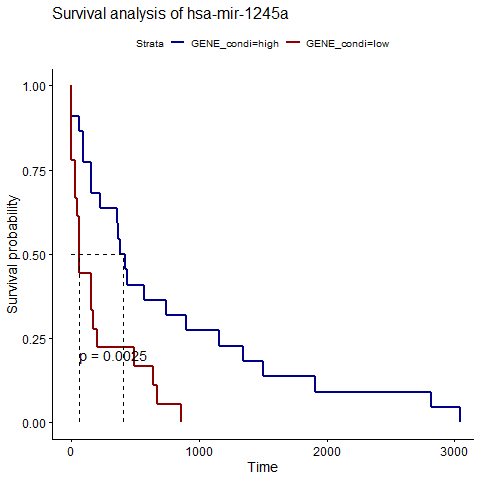 Survival analysis of hsa-mir-1245a
Strata GENE_condi=high GENE_condi=low
1.00
0.75
0.50
0.25
0.00
Survival probability
p = 0.0025
0 1000 2000 3000
Time